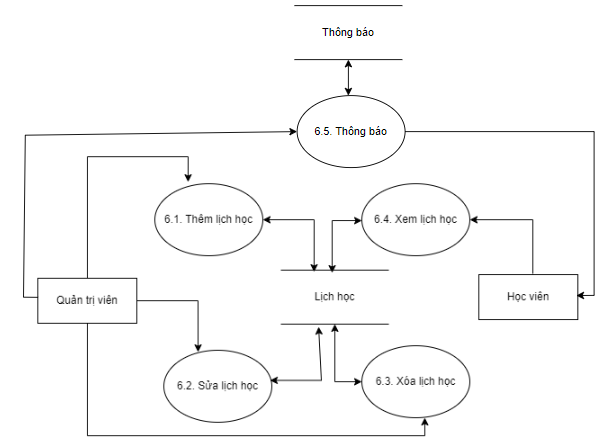 Thông báo
6.5. Thông báo
6.1. Thêm lịch học
6.4. Xem lịch học
Quản trị viên
Lịch học
Học viên
6.2. Sửa lịch học
6.3. Xóa lịch học